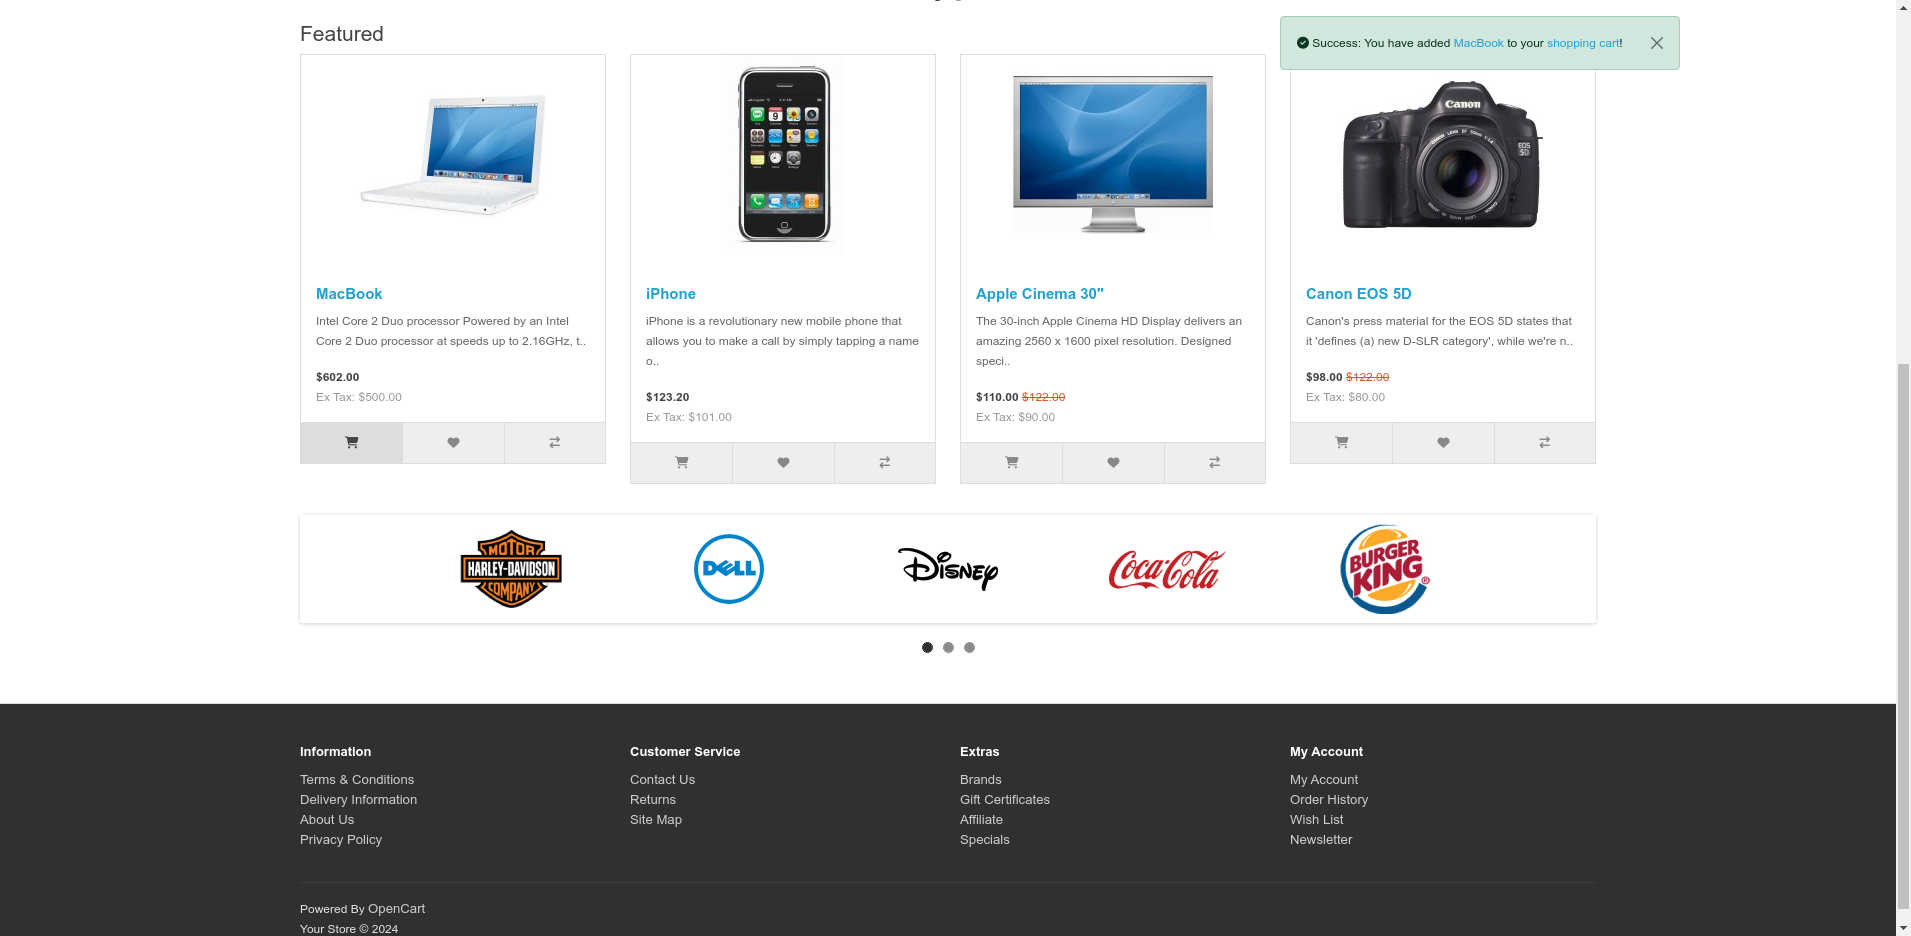 Featured
Success: You have added MacBook to your shopping cart!
Canon
EOS
5D
MacBook
Intel Core 2 Duo processor Powered by an Intel
Core 2 Duo processor at speeds up to 2.16GHz, t..
$602.00
Ex Tax: $500.00
iPhone
iPhone is a revolutionary new mobile phone that
allows you to make a call by simply tapping a name
o..
$123.20
Ex Tax: $101.00
Apple Cinema 30"
The 30-inch Apple Cinema HD Display delivers an
amazing 2560 x 1600 pixel resolution. Designed
speci..
$110.00 $122.00
Ex Tax: $90.00
Canon EOS 5D
Canon's press material for the EOS 5D states that
it 'defines (a) new D-SLR category', while we're n..
$98.00 $122.00
Ex Tax: $80.00
MOTOR
HARLEY-DAVIDSON
COMPANY
DELL
Disney
Coca-Cola
BURGER
KING®
Information
Terms & Conditions
Delivery Information
About Us
Privacy Policy
Customer Service
Contact Us
Returns
Site Map
Extras
Brands
Gift Certificates
Affiliate
Specials
My Account
My Account
Order History
Wish List
Newsletter
Powered By OpenCart
Your Store © 2024